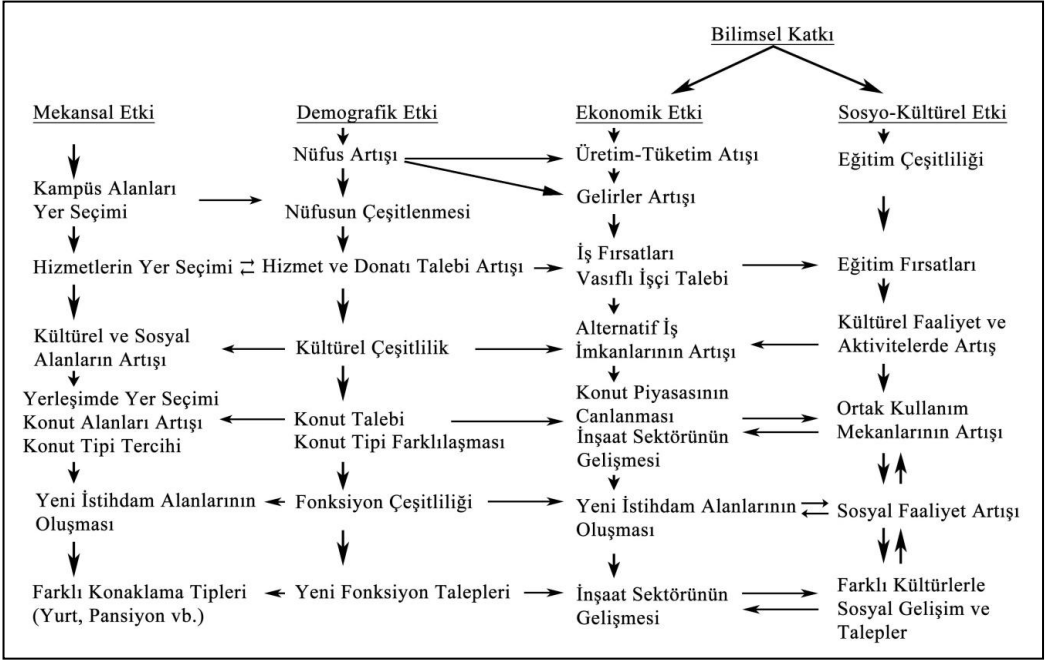 Bilimsel Katkı
Mekansal Etki
Demografik Etki
Ekonomik Etki
Sosyo-Kültürel Etki
Nüfus Artışı
Üretim-Tüketim Atışı
Eğitim Çeşitliliği
Kampüs Alanları
Yer Seçimi
Nüfusun Çeşitlenmesi
Gelirler Artışı
Hizmetlerin Yer Seçimi
Hizmet ve Donatı Talebi Artışı
İş Fırsatları
Vasıflı İşçi Talebi
Eğitim Fırsatları
Kültürel ve Sosyal
Alanların Artışı
Kültürel Çeşitlilik
Alternatif İş
İmkanlarının Artışı
Kültürel Faaliyet ve
Aktivitelerde Artış
Yerleşimde Yer Seçimi
Konut Alanları Artışı
Konut Tipi Tercihi
Konut Talebi
Konut Tipi Farklılaşması
Konut Piyasasının
Canlanması
İnşaat Sektörünün
Gelişmesi
Ortak Kullanım
Mekanlarının Artışı
Yeni İstihdam Alanlarının
Oluşması
Fonksiyon Çeşitliliği
Yeni İstihdam Alanlarının
Oluşması
Sosyal Faaliyet Artışı
Farklı Konaklama Tipleri
(Yurt, Pansiyon vb.)
Yeni Fonksiyon Talepleri
İnşaat Sektörünün
Gelişmesi
Farklı Kültürlerle
Sosyal Gelişim ve
Talepler